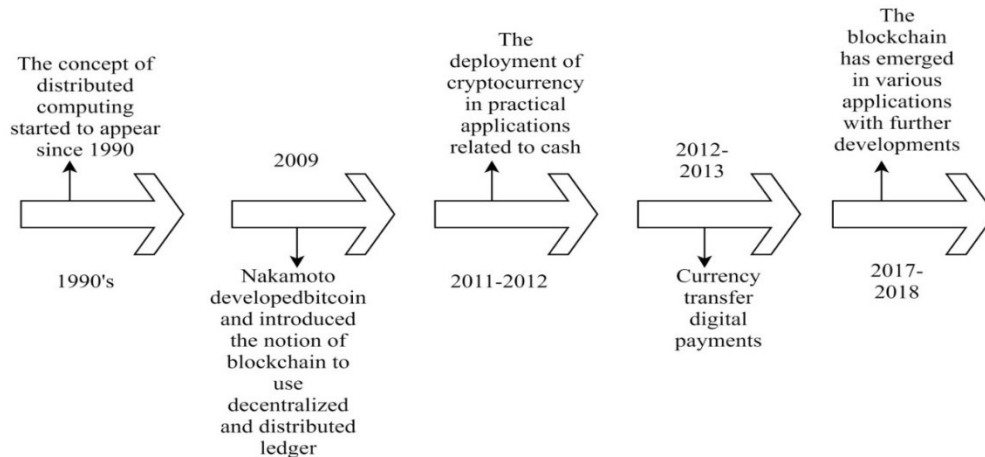 The concept of
distributed
computing
started to appear
since 1990
1990's
2009
Nakamoto
developedbitcoin
and introduced
the notion of
blockchain to
use
decentralized
and distributed
ledger
The
deployment of
cryptocurrency
in practical
applications
related to cash
2011-2012
2012-
2013
Currency
transfer
digital
payments
The
blockchain
has emerged
in various
applications
with further
developments
2017-
2018